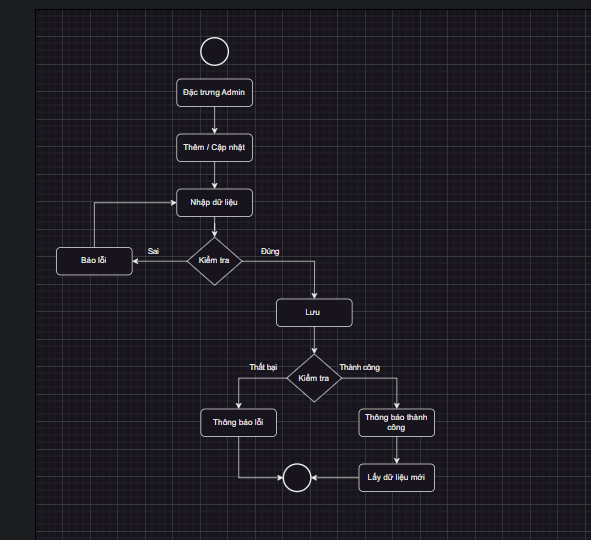 Đặc trưng Admin
Thêm / Cập nhật
Nhập dữ liệu
Sai
Đúng
Báo lỗi
Kiểm tra
Lưu
Thất bại
Thành công
Kiểm tra
Thông báo lỗi
Thông báo thành
công
Lấy dữ liệu mới